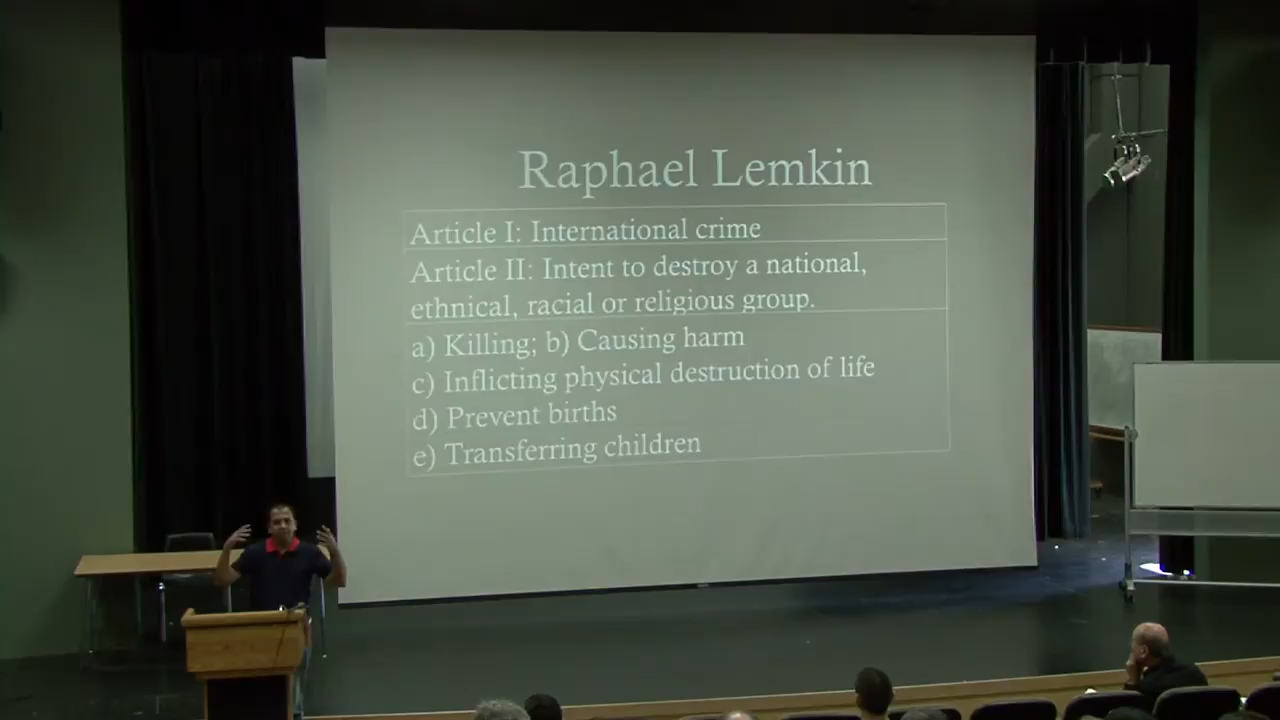 Raphael Lemkin
Article I: International crime
Article II: Intent to destroy a national,
ethnical, racial or religious group.
a) Killing; b) Causing harm
c) Inflicting physical destruction of life
d) Prevent births
e) Transferring children